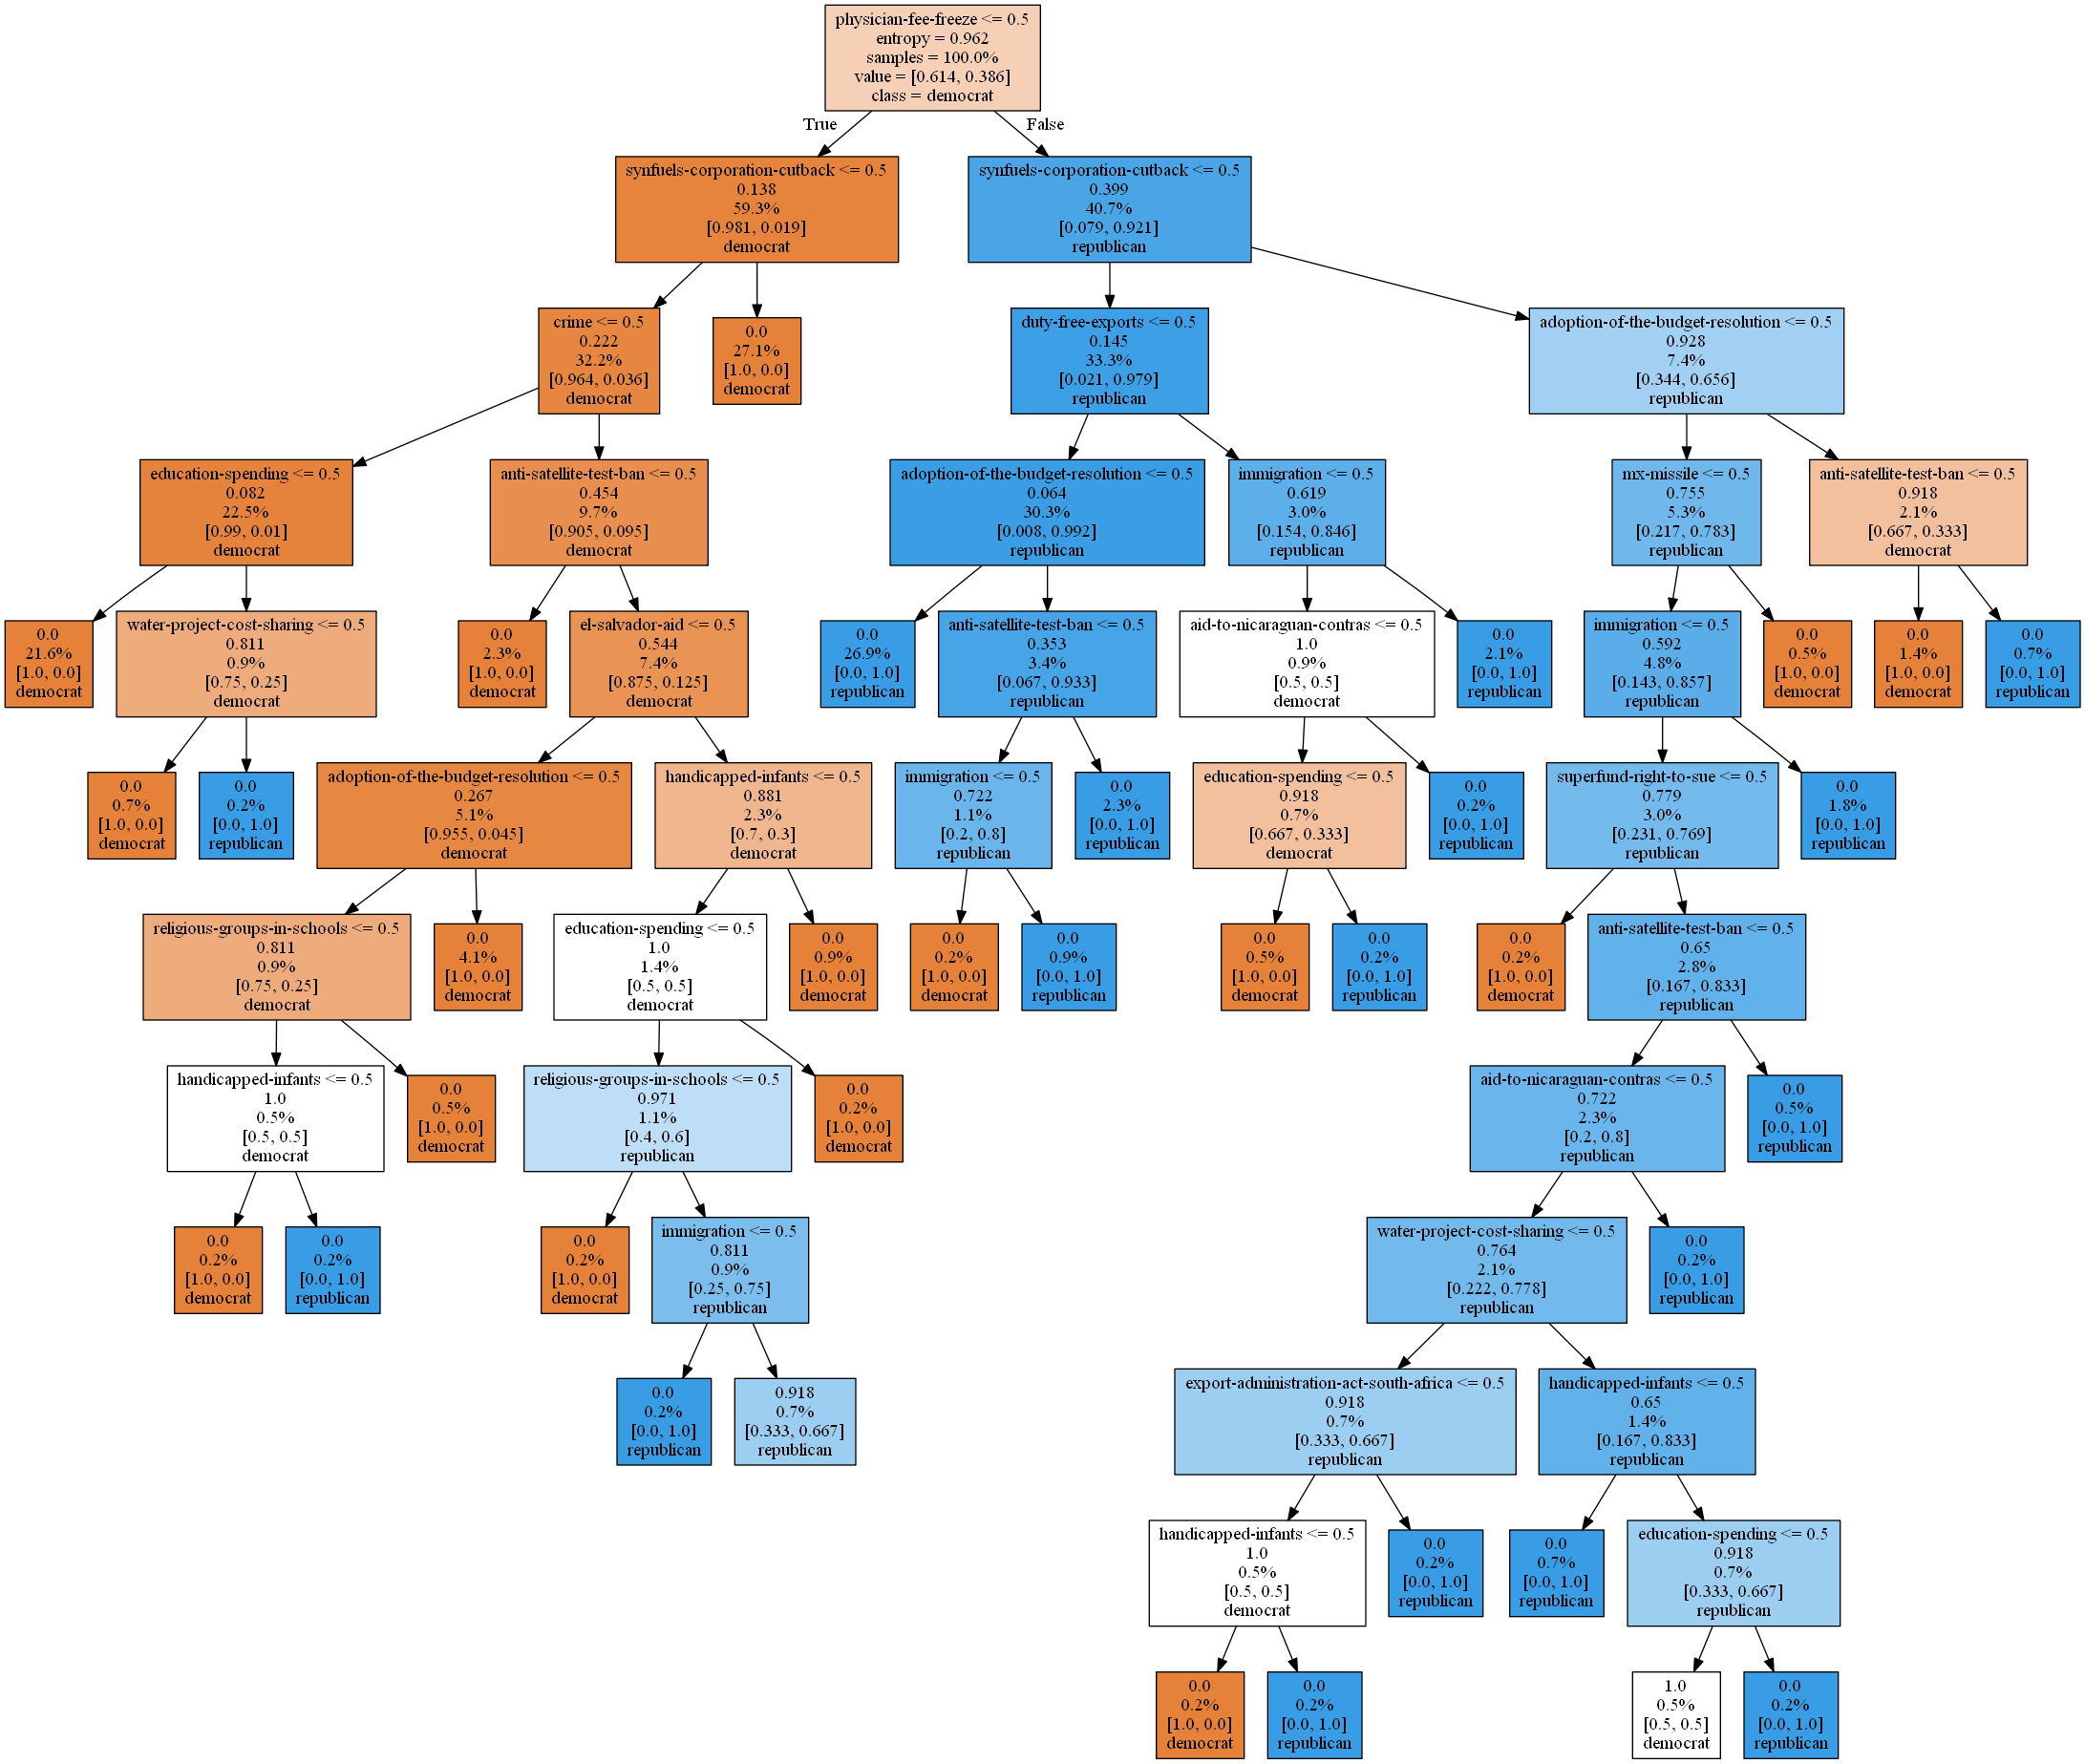 physician-fee-freeze <= 0.5
entropy = 0.962
samples = 100.0%
value = [0.614, 0.386]
class = democrat
True
False
synfuels-corporation-cutback <= 0.5
0.138
59.3%
[0.981, 0.019]
democrat
synfuels-corporation-cutback <= 0.5
0.399
40.7%
[0.079, 0.921]
republican
crime <= 0.5
0.222
32.2%
[0.964, 0.036]
democrat
0.0
27.1%
[1.0, 0.0]
democrat
duty-free-exports <= 0.5
0.145
33.3%
[0.021, 0.979]
republican
adoption-of-the-budget-resolution <= 0.5
0.928
7.4%
[0.344, 0.656]
republican
education-spending <= 0.5
0.082
22.5%
[0.99, 0.01]
democrat
anti-satellite-test-ban <= 0.5
0.454
9.7%
[0.905, 0.095]
democrat
adoption-of-the-budget-resolution <= 0.5
0.064
30.3%
[0.008, 0.992]
republican
immigration <= 0.5
0.619
3.0%
[0.154, 0.846]
republican
mx-missile <= 0.5
0.755
5.3%
[0.217, 0.783]
republican
anti-satellite-test-ban <= 0.5
0.918
2.1%
[0.667, 0.333]
democrat
0.0
21.6%
[1.0, 0.0]
democrat
water-project-cost-sharing <= 0.5
0.811
0.9%
[0.75, 0.25]
democrat
0.0
2.3%
[1.0, 0.0]
democrat
el-salvador-aid <= 0.5
0.544
7.4%
[0.875, 0.125]
democrat
0.0
26.9%
[0.0, 1.0]
republican
anti-satellite-test-ban <= 0.5
0.353
3.4%
[0.067, 0.933]
republican
aid-to-nicaraguan-contras <= 0.5
1.0
0.9%
[0.5, 0.5]
democrat
0.0
2.1%
[0.0, 1.0]
republican
immigration <= 0.5
0.592
4.8%
[0.143, 0.857]
republican
0.0
0.5%
[1.0, 0.0]
democrat
0.0
1.4%
[1.0, 0.0]
democrat
0.0
0.7%
[0.0, 1.0]
republican
0.0
0.7%
[1.0, 0.0]
democrat
0.0
0.2%
[0.0, 1.0]
republican
adoption-of-the-budget-resolution <= 0.5
0.267
5.1%
[0.955, 0.045]
democrat
handicapped-infants <= 0.5
0.881
2.3%
[0.7, 0.3]
democrat
immigration <= 0.5
0.722
1.1%
[0.2, 0.8]
republican
0.0
2.3%
[0.0, 1.0]
republican
education-spending <= 0.5
0.918
0.7%
[0.667, 0.333]
democrat
0.0
0.2%
[0.0, 1.0]
republican
superfund-right-to-sue <= 0.5
0.779
3.0%
[0.231, 0.769]
republican
0.0
1.8%
[0.0, 1.0]
republican
religious-groups-in-schools <= 0.5
0.811
0.9%
[0.75, 0.25]
democrat
0.0
4.1%
[1.0, 0.0]
democrat
education-spending <= 0.5
1.0
1.4%
[0.5, 0.5]
democrat
0.0
0.9%
[1.0, 0.0]
democrat
0.0
0.2%
[1.0, 0.0]
democrat
0.0
0.9%
[0.0, 1.0]
republican
0.0
0.5%
[1.0, 0.0]
democrat
0.0
0.2%
[0.0, 1.0]
republican
0.0
0.2%
[1.0, 0.0]
democrat
anti-satellite-test-ban <= 0.5
0.65
2.8%
[0.167, 0.833]
republican
handicapped-infants <= 0.5
1.0
0.5%
[0.5, 0.5]
democrat
0.0
0.5%
[1.0, 0.0]
democrat
religious-groups-in-schools <= 0.5
0.971
1.1%
[0.4, 0.6]
republican
0.0
0.2%
[1.0, 0.0]
democrat
aid-to-nicaraguan-contras <= 0.5
0.722
2.3%
[0.2, 0.8]
republican
0.0
0.5%
[0.0, 1.0]
republican
0.0
0.2%
[1.0, 0.0]
democrat
0.0
0.2%
[0.0, 1.0]
republican
0.0
0.2%
[1.0, 0.0]
democrat
immigration <= 0.5
0.811
0.9%
[0.25, 0.75]
republican
water-project-cost-sharing <= 0.5
0.764
2.1%
[0.222, 0.778]
republican
0.0
0.2%
[0.0, 1.0]
republican
0.0
0.2%
[0.0, 1.0]
republican
0.918
0.7%
[0.333, 0.667]
republican
export-administration-act-south-africa <= 0.5
0.918
0.7%
[0.333, 0.667]
republican
handicapped-infants <= 0.5
0.65
1.4%
[0.167, 0.833]
republican
handicapped-infants <= 0.5
1.0
0.5%
[0.5, 0.5]
democrat
0.0
0.2%
[0.0, 1.0]
republican
0.0
0.7%
[0.0, 1.0]
republican
education-spending <= 0.5
0.918
0.7%
[0.333, 0.667]
republican
0.0
0.2%
[1.0, 0.0]
democrat
0.0
0.2%
[0.0, 1.0]
republican
1.0
0.5%
[0.5, 0.5]
democrat
0.0
0.2%
[0.0, 1.0]
republican